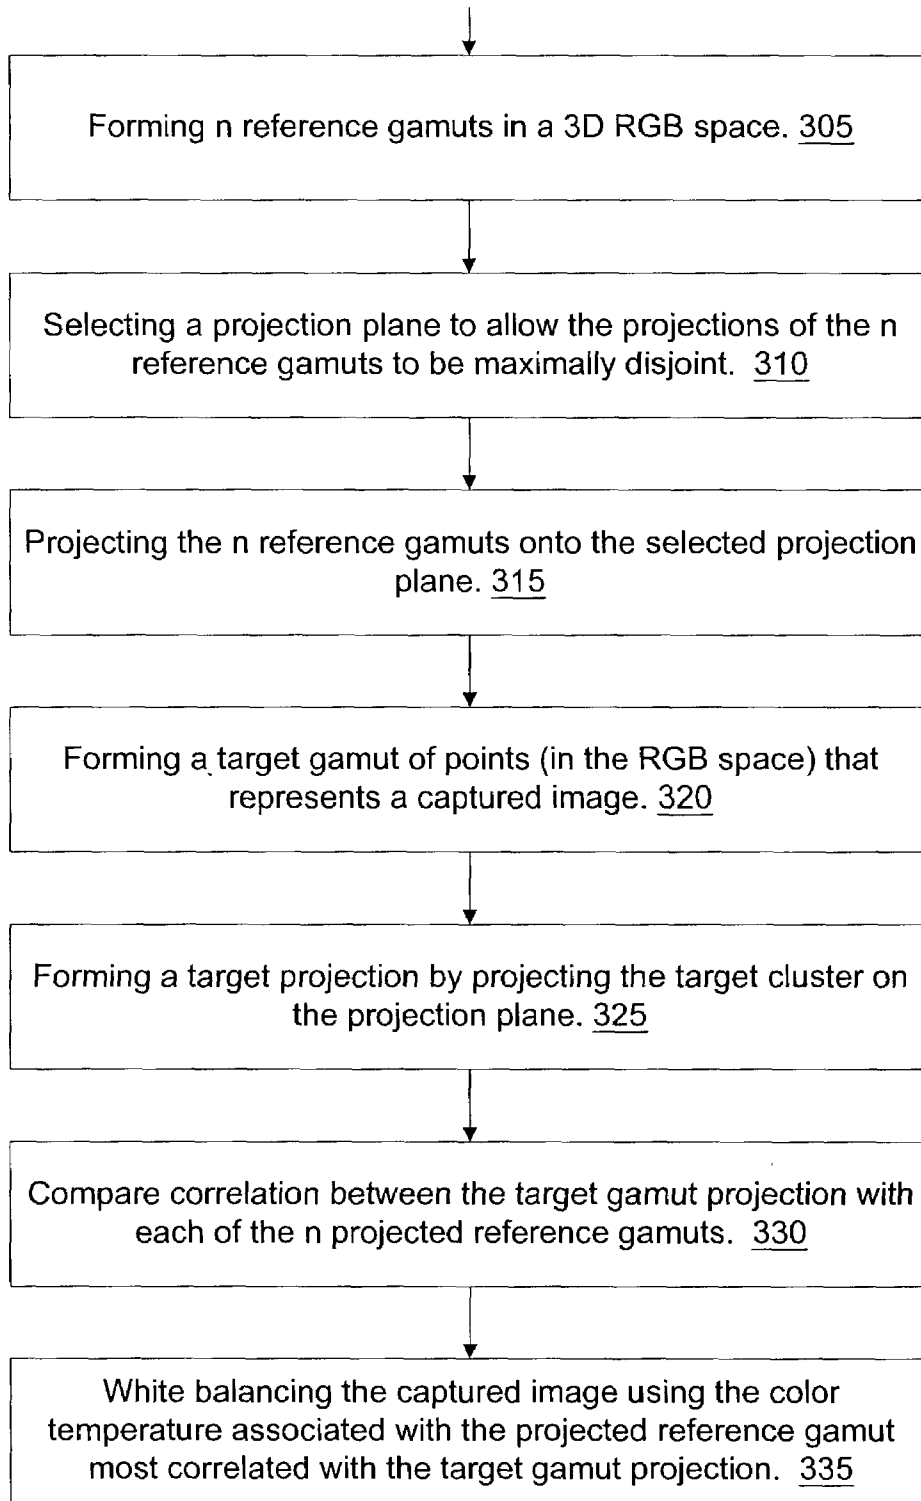 Forming n reference gamuts in a 3D RGB space. 305
Selecting a projection plane to allow the projections of the n
reference gamuts to be maximally disjoint. 310
Projecting the n reference gamuts onto the selected projection
plane. 315
Forming a target gamut of points (in the RGB space) that
represents a captured image. 320
Forming a target projection by projecting the target cluster on
the projection plane. 325
Compare correlation between the target gamut projection with
each of the n projected reference gamuts. 330
White balancing the captured image using the color
temperature associated with the projected reference gamut
most correlated with the target gamut projection. 335